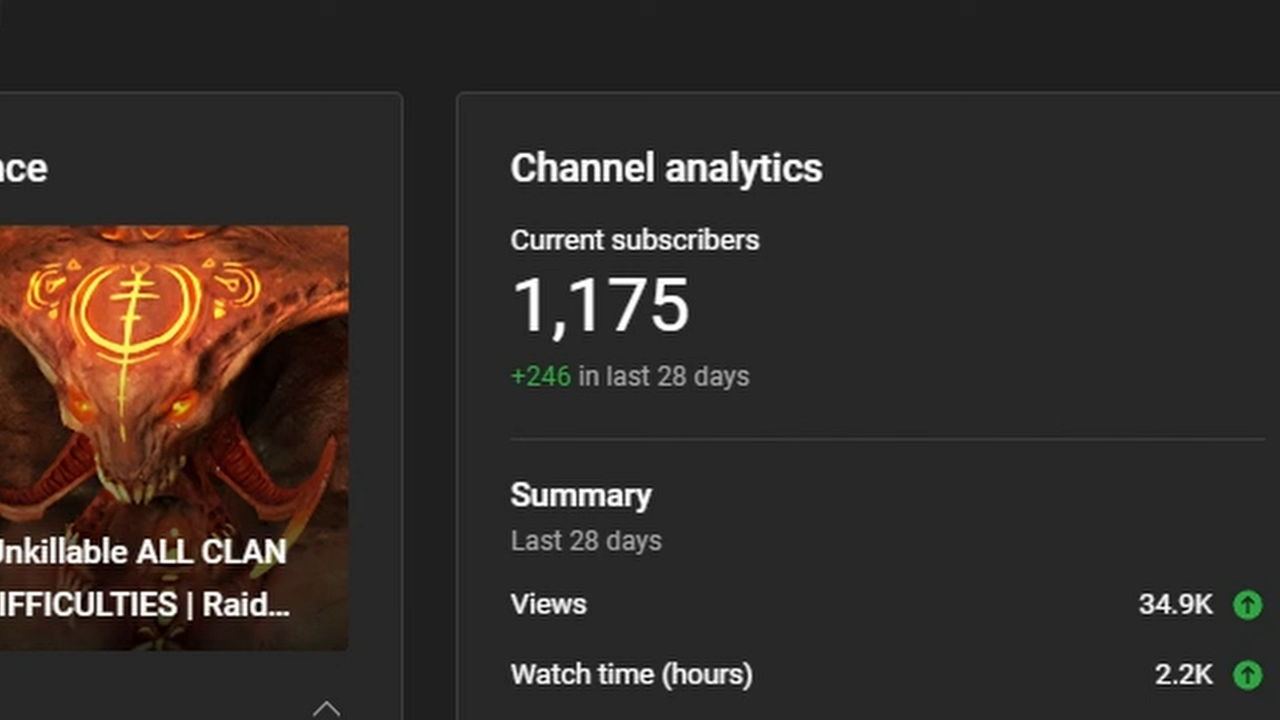 nce
Unkillable ALL CLAN
IFFICULTIES | Raid…
Channel analytics
Current subscribers
1,175
+246 in last 28 days
Summary
Last 28 days
Views 34.9K
Watch time (hours) 2.2K